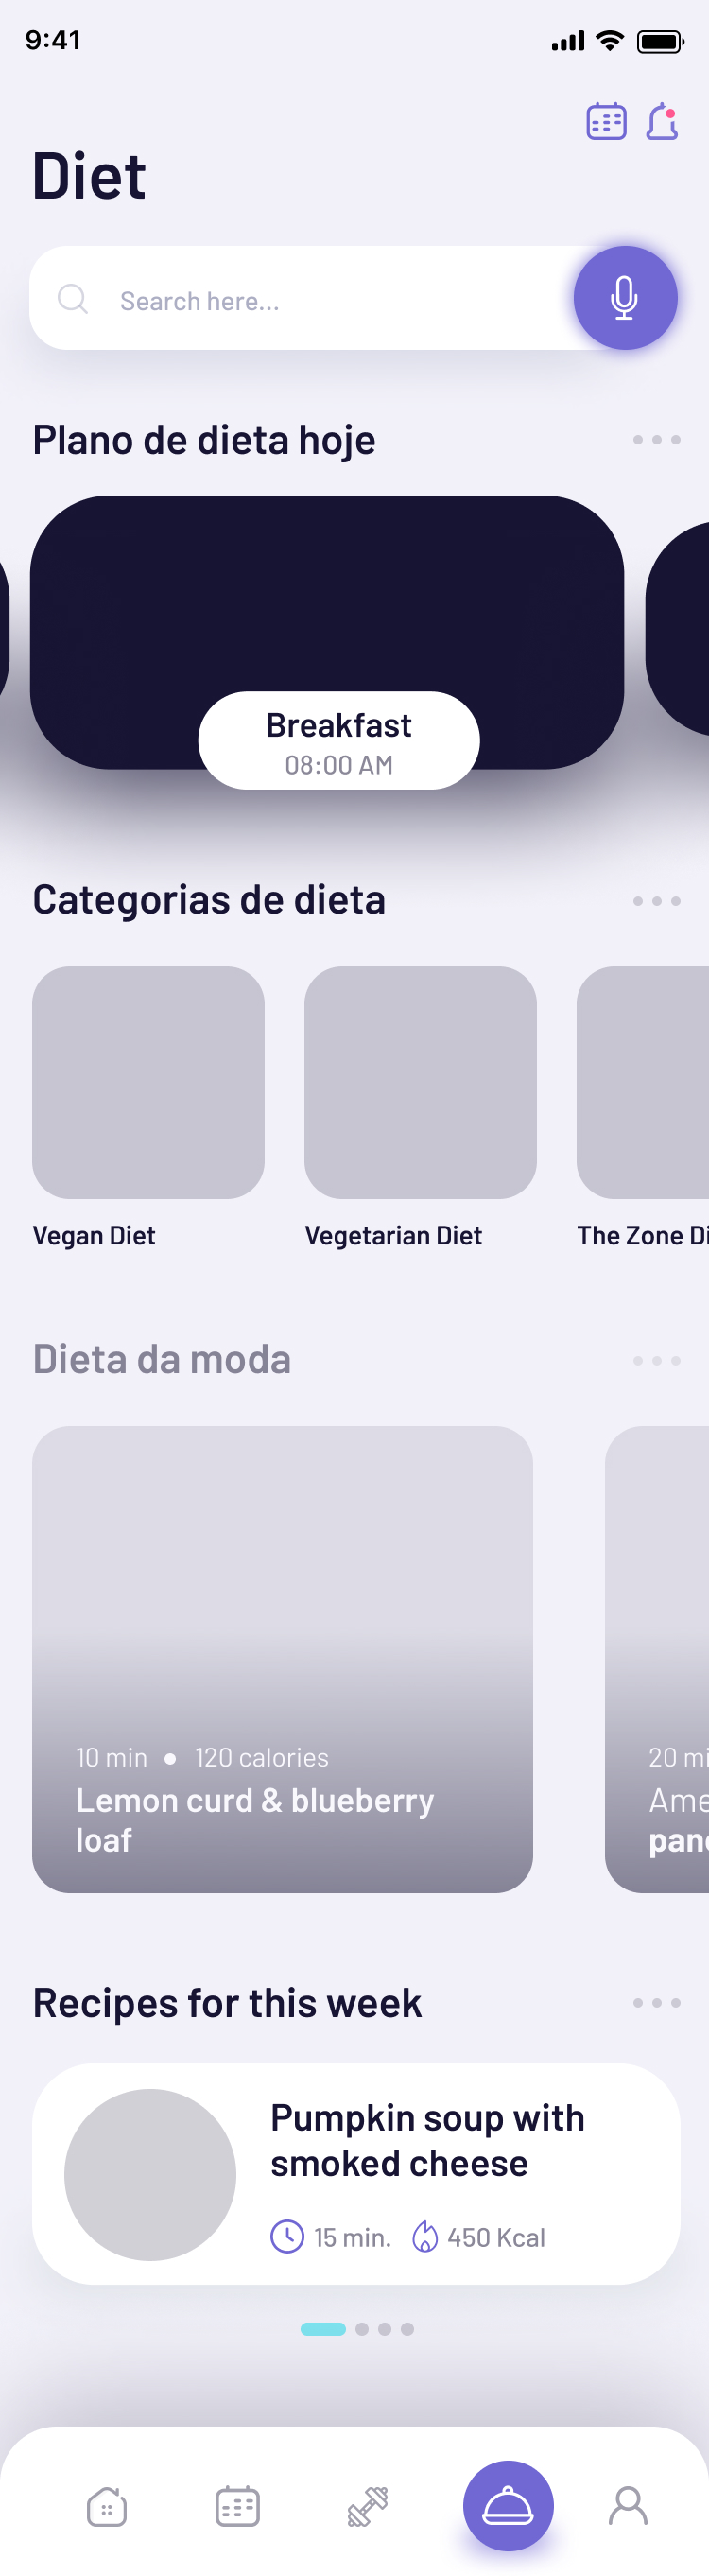 9:41
Diet
Search here...
Plano de dieta hoje
Breakfast
08:00 AM
Categorias de dieta
Vegan Diet
Vegetarian Diet
The Zone Di
Dieta da moda
10 min
120 calories
Lemon curd & blueberry
loaf
20 mi
Ame
panc
Recipes for this week
Pumpkin soup with
smoked cheese
15 min.
450 Kcal